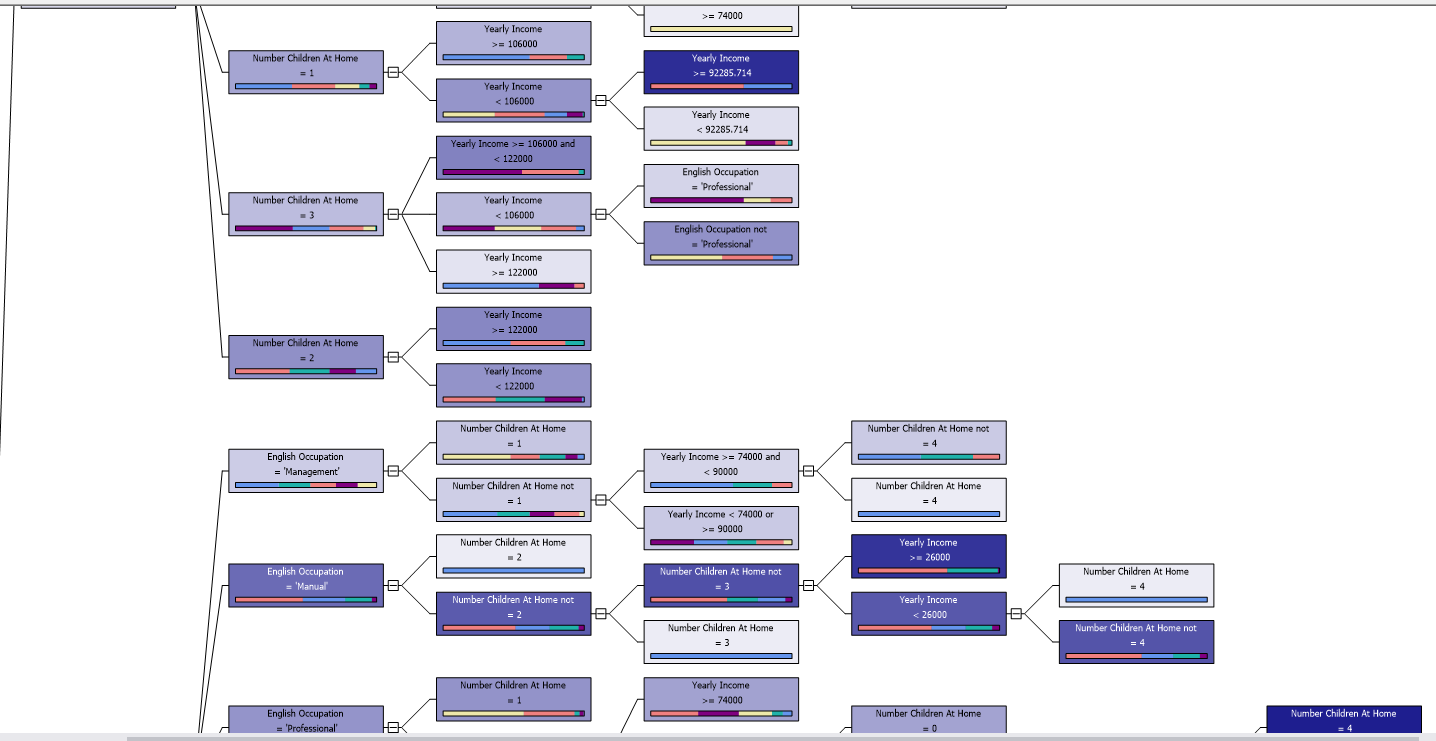 >= 74000
Yearly Income
>= 106000
Number Children At Home
= 1
Yearly Income
>= 92285.714
Yearly Income
< 106000
Yearly Income
< 92285.714
Yearly Income >= 106000 and
< 122000
English Occupation
= 'Professional'
Number Children At Home
= 3
Yearly Income
< 106000
English Occupation not
= 'Professional'
Yearly Income
>= 122000
Yearly Income
>= 122000
Number Children At Home
= 2
Yearly Income
< 122000
Number Children At Home
= 1
Number Children At Home not
= 4
English Occupation
= 'Management'
Yearly Income >= 74000 and
< 90000
Number Children At Home not
= 1
Number Children At Home
= 4
Yearly Income < 74000 or
>= 90000
Number Children At Home
= 2
Yearly Income
>= 26000
English Occupation
= 'Manual'
Number Children At Home not
= 3
Number Children At Home
= 4
Number Children At Home not
= 2
Yearly Income
< 26000
Number Children At Home
= 3
Number Children At Home not
= 4
Number Children At Home
= 1
Yearly Income
>= 74000
English Occupation
= 'Professional'
Number Children At Home
= 0
Number Children At Home
= 4